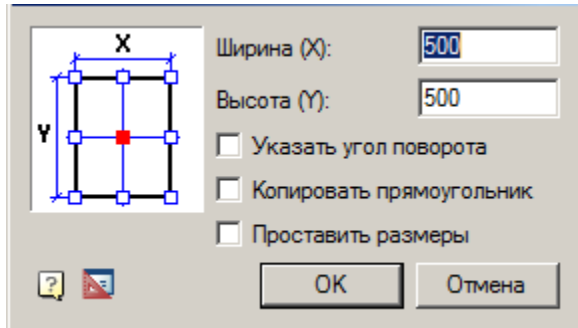 X
Y
Ширина (X): 500
Высота (Y): 500
Указать угол поворота
Копировать прямоугольник
Проставить размеры
? OK Отмена